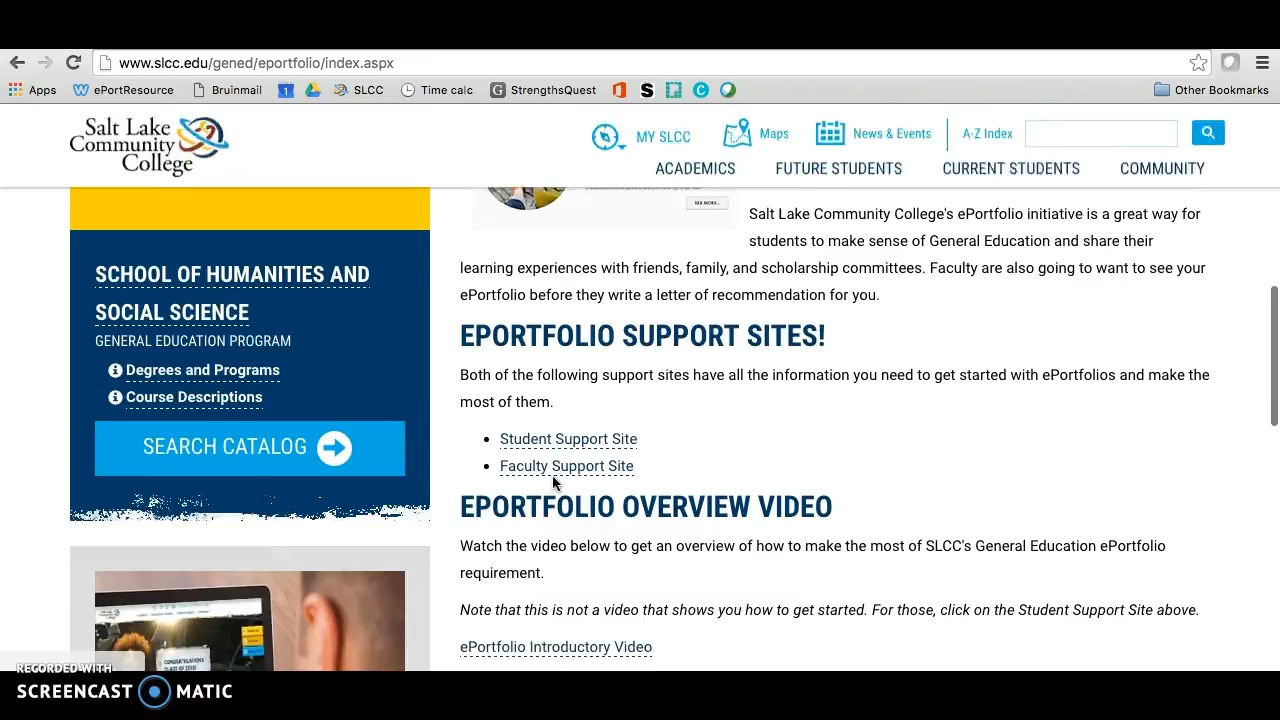 www.slcc.edu/gened/eportfolio/index.aspx
Apps ePortResource Bruinmail 1 SLCC Time calc G StrengthsQuest S C Other Bookmarks
Salt Lake
Community
College
MY SLCC Maps News & Events A-Z Index
ACADEMICS FUTURE STUDENTS CURRENT STUDENTS COMMUNITY
SEE MORE...
SCHOOL OF HUMANITIES AND
SOCIAL SCIENCE
GENERAL EDUCATION PROGRAM
Degrees and Programs
Course Descriptions
SEARCH CATALOG
Salt Lake Community College's ePortfolio initiative is a great way for
students to make sense of General Education and share their
learning experiences with friends, family, and scholarship committees. Faculty are also going to want to see your
ePortfolio before they write a letter of recommendation for you.
EPORTFOLIO SUPPORT SITES!
Both of the following support sites have all the information you need to get started with ePortfolios and make the
most of them.
• Student Support Site
• Faculty Support Site
EPORTFOLIO OVERVIEW VIDEO
Watch the video below to get an overview of how to make the most of SLCC's General Education ePortfolio
requirement.
Note that this is not a video that shows you how to get started. For those, click on the Student Support Site above.
ePortfolio Introductory Video
CONGRATULATIONS
RECORDED WITH
SCREENCAST MATIC